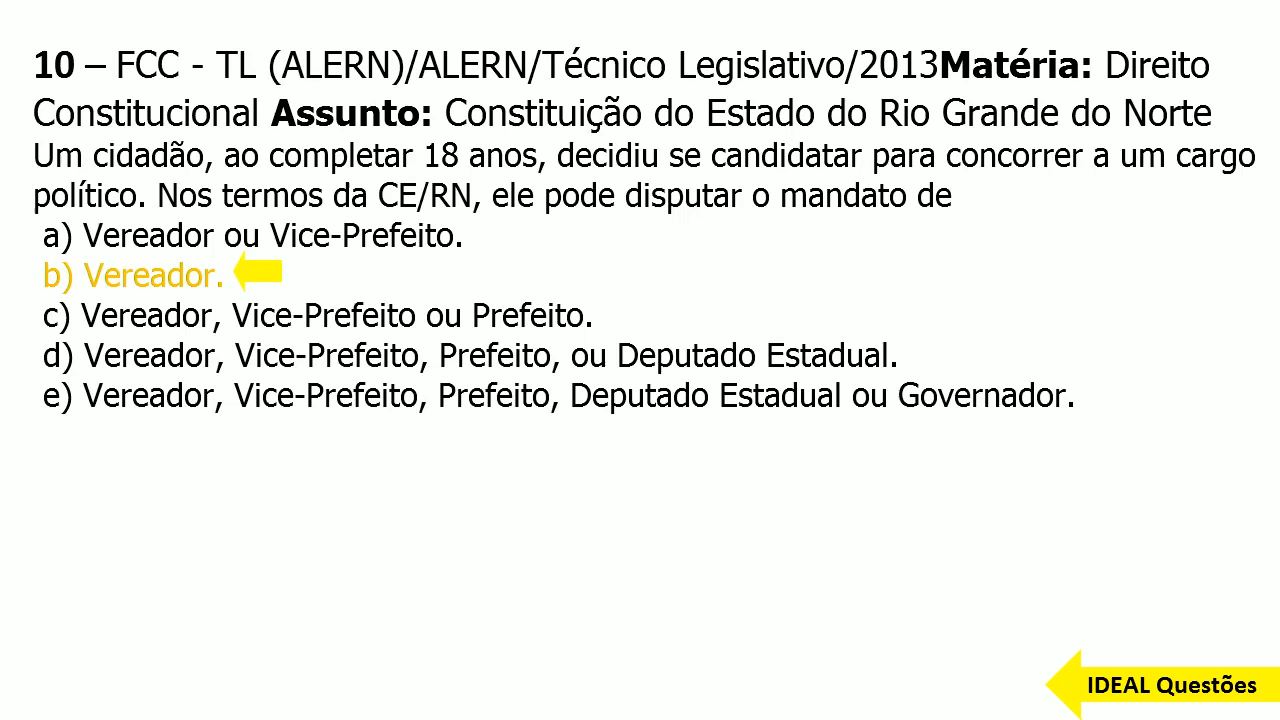 10 – FCC - TL (ALERN)/ALERN/Técnico Legislativo/2013Matéria: Direito
Constitucional Assunto: Constituição do Estado do Rio Grande do Norte
Um cidadão, ao completar 18 anos, decidiu se candidatar para concorrer a um cargo
político. Nos termos da CE/RN, ele pode disputar o mandato de
a) Vereador ou Vice-Prefeito.
b) Vereador.
c) Vereador, Vice-Prefeito ou Prefeito.
d) Vereador, Vice-Prefeito, Prefeito, ou Deputado Estadual.
e) Vereador, Vice-Prefeito, Prefeito, Deputado Estadual ou Governador.
IDEAL Questões